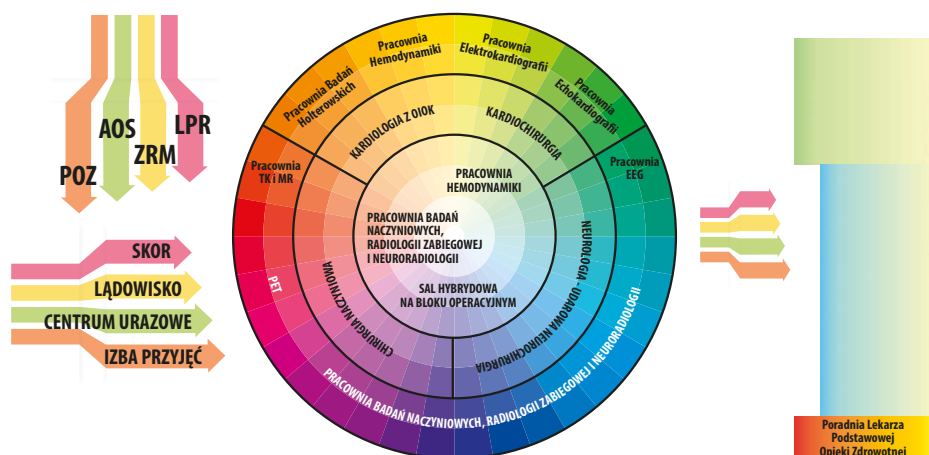 POZ
AOS
ZRM
LPR
SKOR
LĄDOWISKO
CENTRUM URAZOWE
IZBA PRZYJĘĆ
Pracownia
TK i MR
Pracownia Badań
Holterowskich
Pracownia
Hemodynamiki
Pracownia
Elektrokardiografii
Pracownia
Echokardiografii
Pracownia
EEG
PET
PRACOWNIA BADAŃ NACZYNIOWYCH, RADIOLOGII ZABIEGOWEJ I NEURORADIOLOGII
KARDIOLOGIA Z OIOK
KARDIOCHIRURGIA
CHIRURGIA NACZYNIOWA
NEUROLOGIA - UDAROWA NEUROCHIRURGIA
PRACOWNIA
HEMODYNAMIKI
PRACOWNIA BADAŃ
NACZYNIOWYCH,
RADIOLOGII ZABIEGOWEJ
I NEURORADIOLOGII
SAL HYBRYDOWA
NA BLOKU OPERACYJNYM
Poradnia Lekarza
Podstawowej
Opieki Zdrowotnej